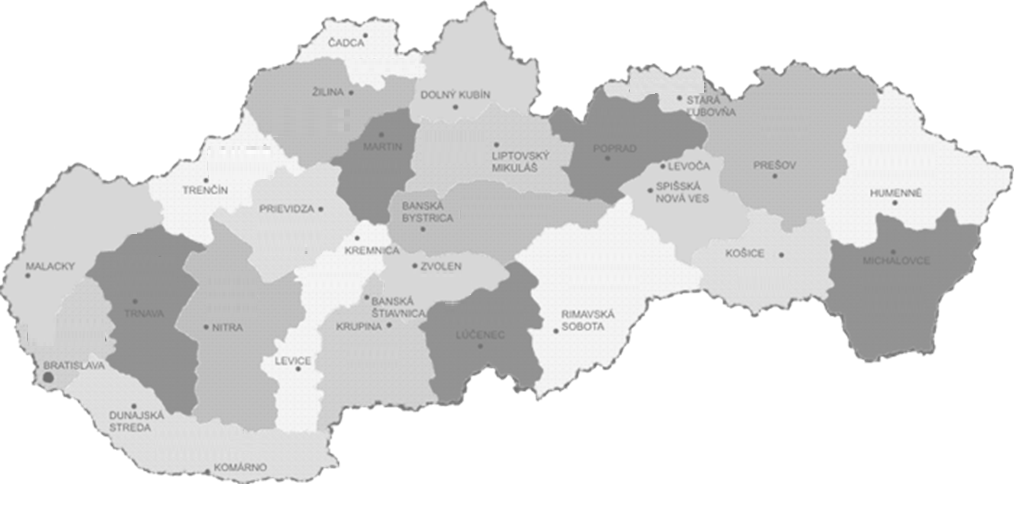 ČADCA
ŽILINA
DOLNÝ KUBÍN
STARÁ
ĽUBOVŇA
MARTIN
LIPTOVSKÝ
MIKULÁŠ
POPRAD
LEVOČA
PREŠOV
TRENČÍN
SPIŠSKÁ
NOVÁ VES
HUMENNÉ
PRIEVIDZA
BANSKÁ
BYSTRICA
KREMNICA
KOŠICE
MICHALOVCE
MALACKY
ZVOLEN
TRNAVA
NITRA
BANSKÁ
ŠTIAVNICA
KRUPINA
RIMAVSKÁ
SOBOTA
LÚČENEC
BRATISLAVA
LEVICE
DUNAJSKÁ
STREDA
KOMÁRNO